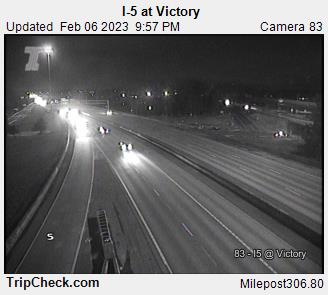 I-5 at Victory
Updated Feb 06 2023 9:57 PM Camera 83
T
S
83 - I5 @ Victory
TripCheck.com Milepost306.80